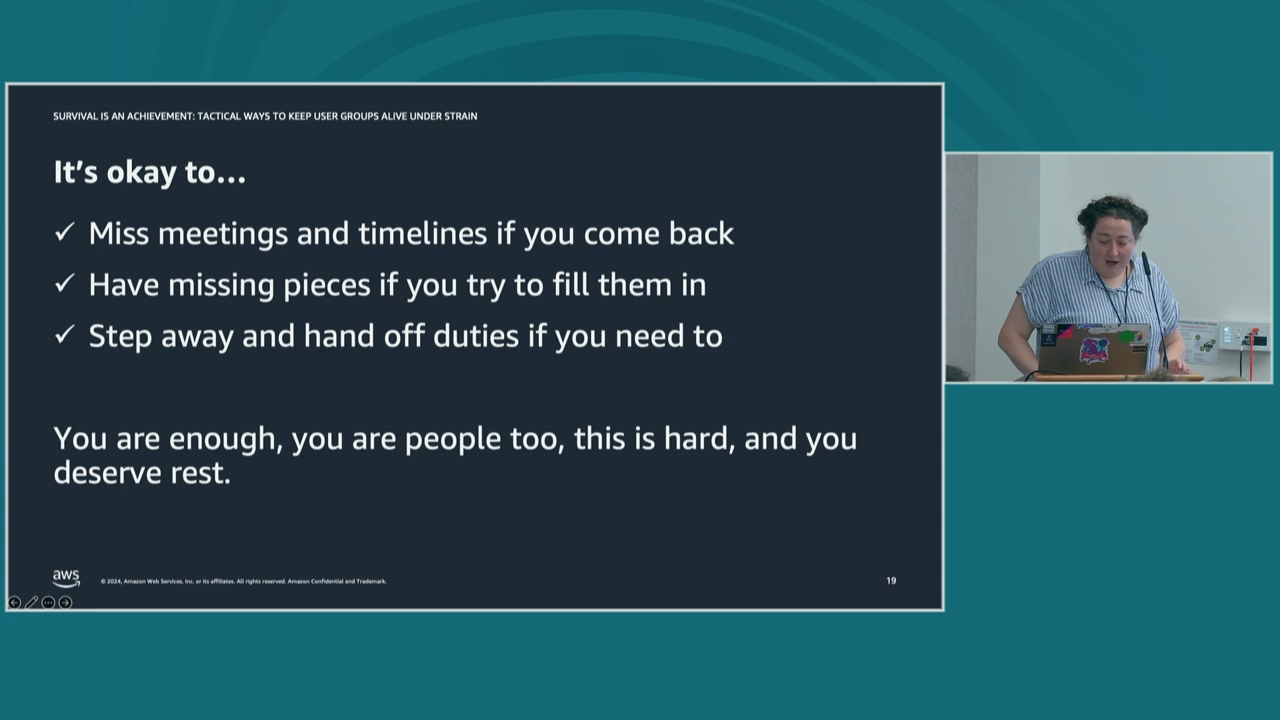 SURVIVAL IS AN ACHIEVEMENT: TACTICAL WAYS TO KEEP USER GROUPS ALIVE UNDER STRAIN
It's okay to...
✓ Miss meetings and timelines if you come back
✓ Have missing pieces if you try to fill them in
✓ Step away and hand off duties if you need to
You are enough, you are people too, this is hard, and you
deserve rest.
aws
© 2024, Amazon Web Services, Inc. or its affiliates. All rights reserved. Amazon Confidential and Trademark.
19